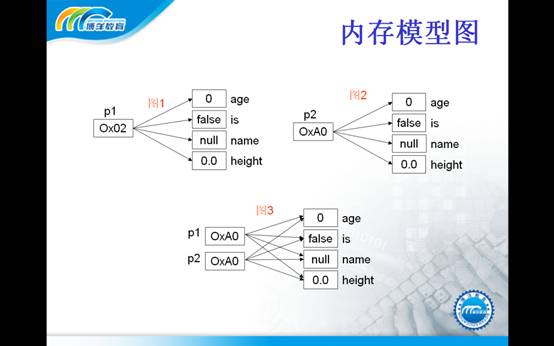 博洋教育
内存模型图
图1
p1
Ox02
0 age
false is
null name
0.0 height
图2
p2
OxA0
0 age
false is
null name
0.0 height
图3
p1 OxA0
p2 OxA0
0 age
false is
null name
0.0 height